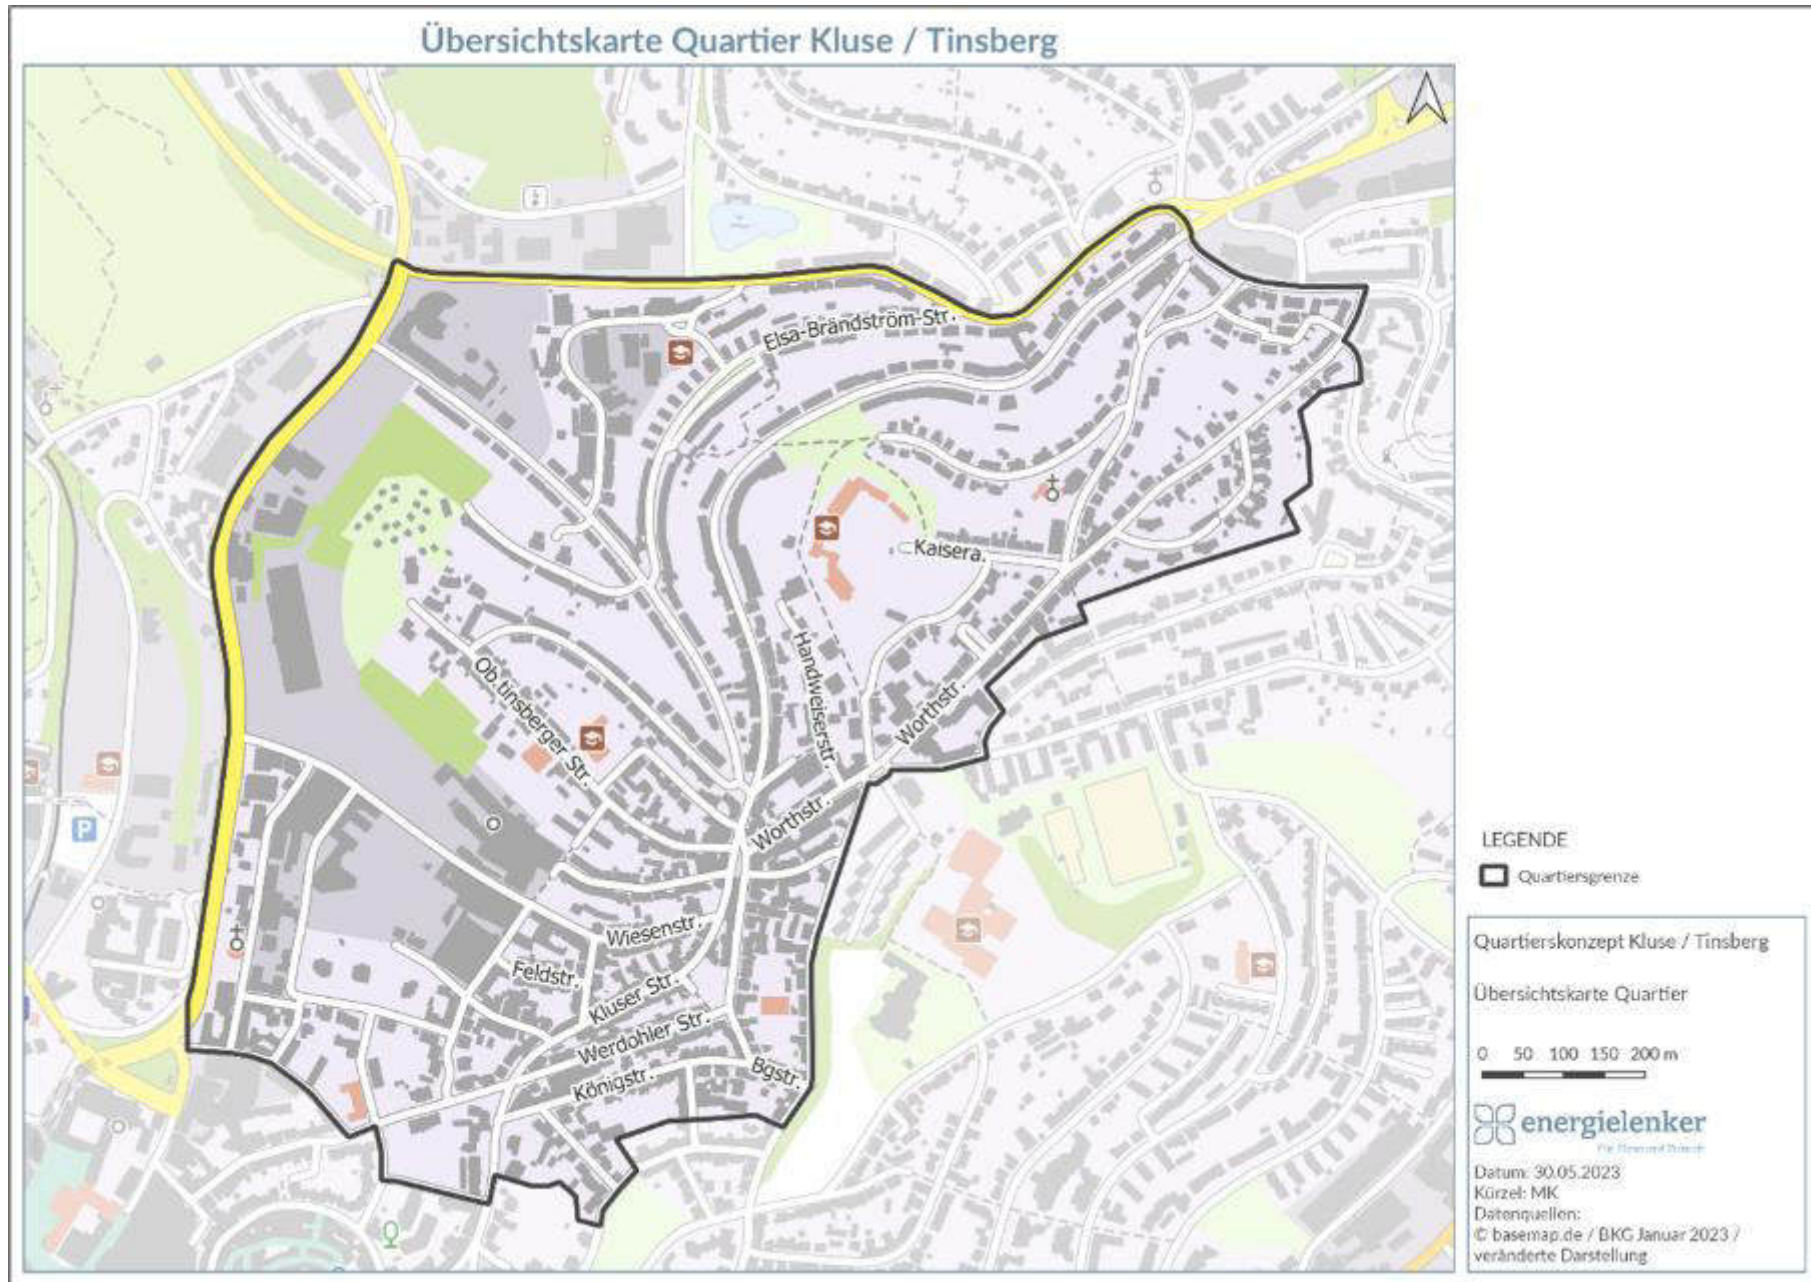 Übersichtskarte Quartier Kluse / Tinsberg
Elsa-Brändström-Str.
Kaisera.
Handweiserstr.
Ob.tinsberger Str.
Worthstr.
Worthstr.
Wiesenstr.
Feldstr.
Kluser Str.
Werdohler Str.
Königstr.
Bgstr.
P
LEGENDE
Quartiersgrenze
Quartierskonzept Kluse / Tinsberg
Übersichtskarte Quartier
0 50 100 150 200 m
energielenker
Datum: 30.05.2023
Kürzel: MK
Datenquellen:
© basemap.de / BKG Januar 2023 /
veränderte Darstellung